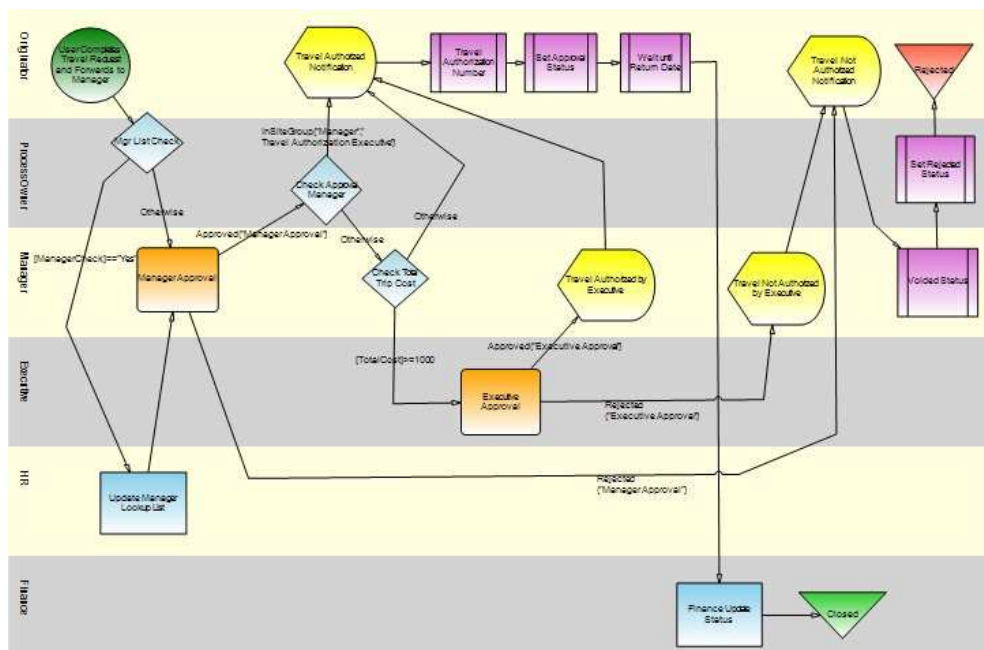 Originator
User Completes
Travel Request
and Forwards to
Manager
Travel Authorized
Notification
Travel
Authorization
Number
Set Approval
Status
Wait until
Return Date
Travel Not
Authorized
Notification
Rejected
ProcessOwner
Mgr List Check
InSiteGroup("Manager","
Travel Authorization Executive")
Check Approval
Manager
Set Rejected
Status
Otherwise
Approved("Manager Approval")
Otherwise
Otherwise
Manager
[ManagerCheck]=="Yes"
Manager Approval
Check Total
Trip Cost
Travel Authorized by
Executive
Travel Not Authorized
by Executive
Voided Status
Executive
[TotalCost]>=1000
Approved("Executive Approval")
Executive
Approval
Rejected
("Executive Approval")
HR
Update Manager
Lookup List
Rejected
("Manager Approval")
Finance
Finance Update
Status
Closed